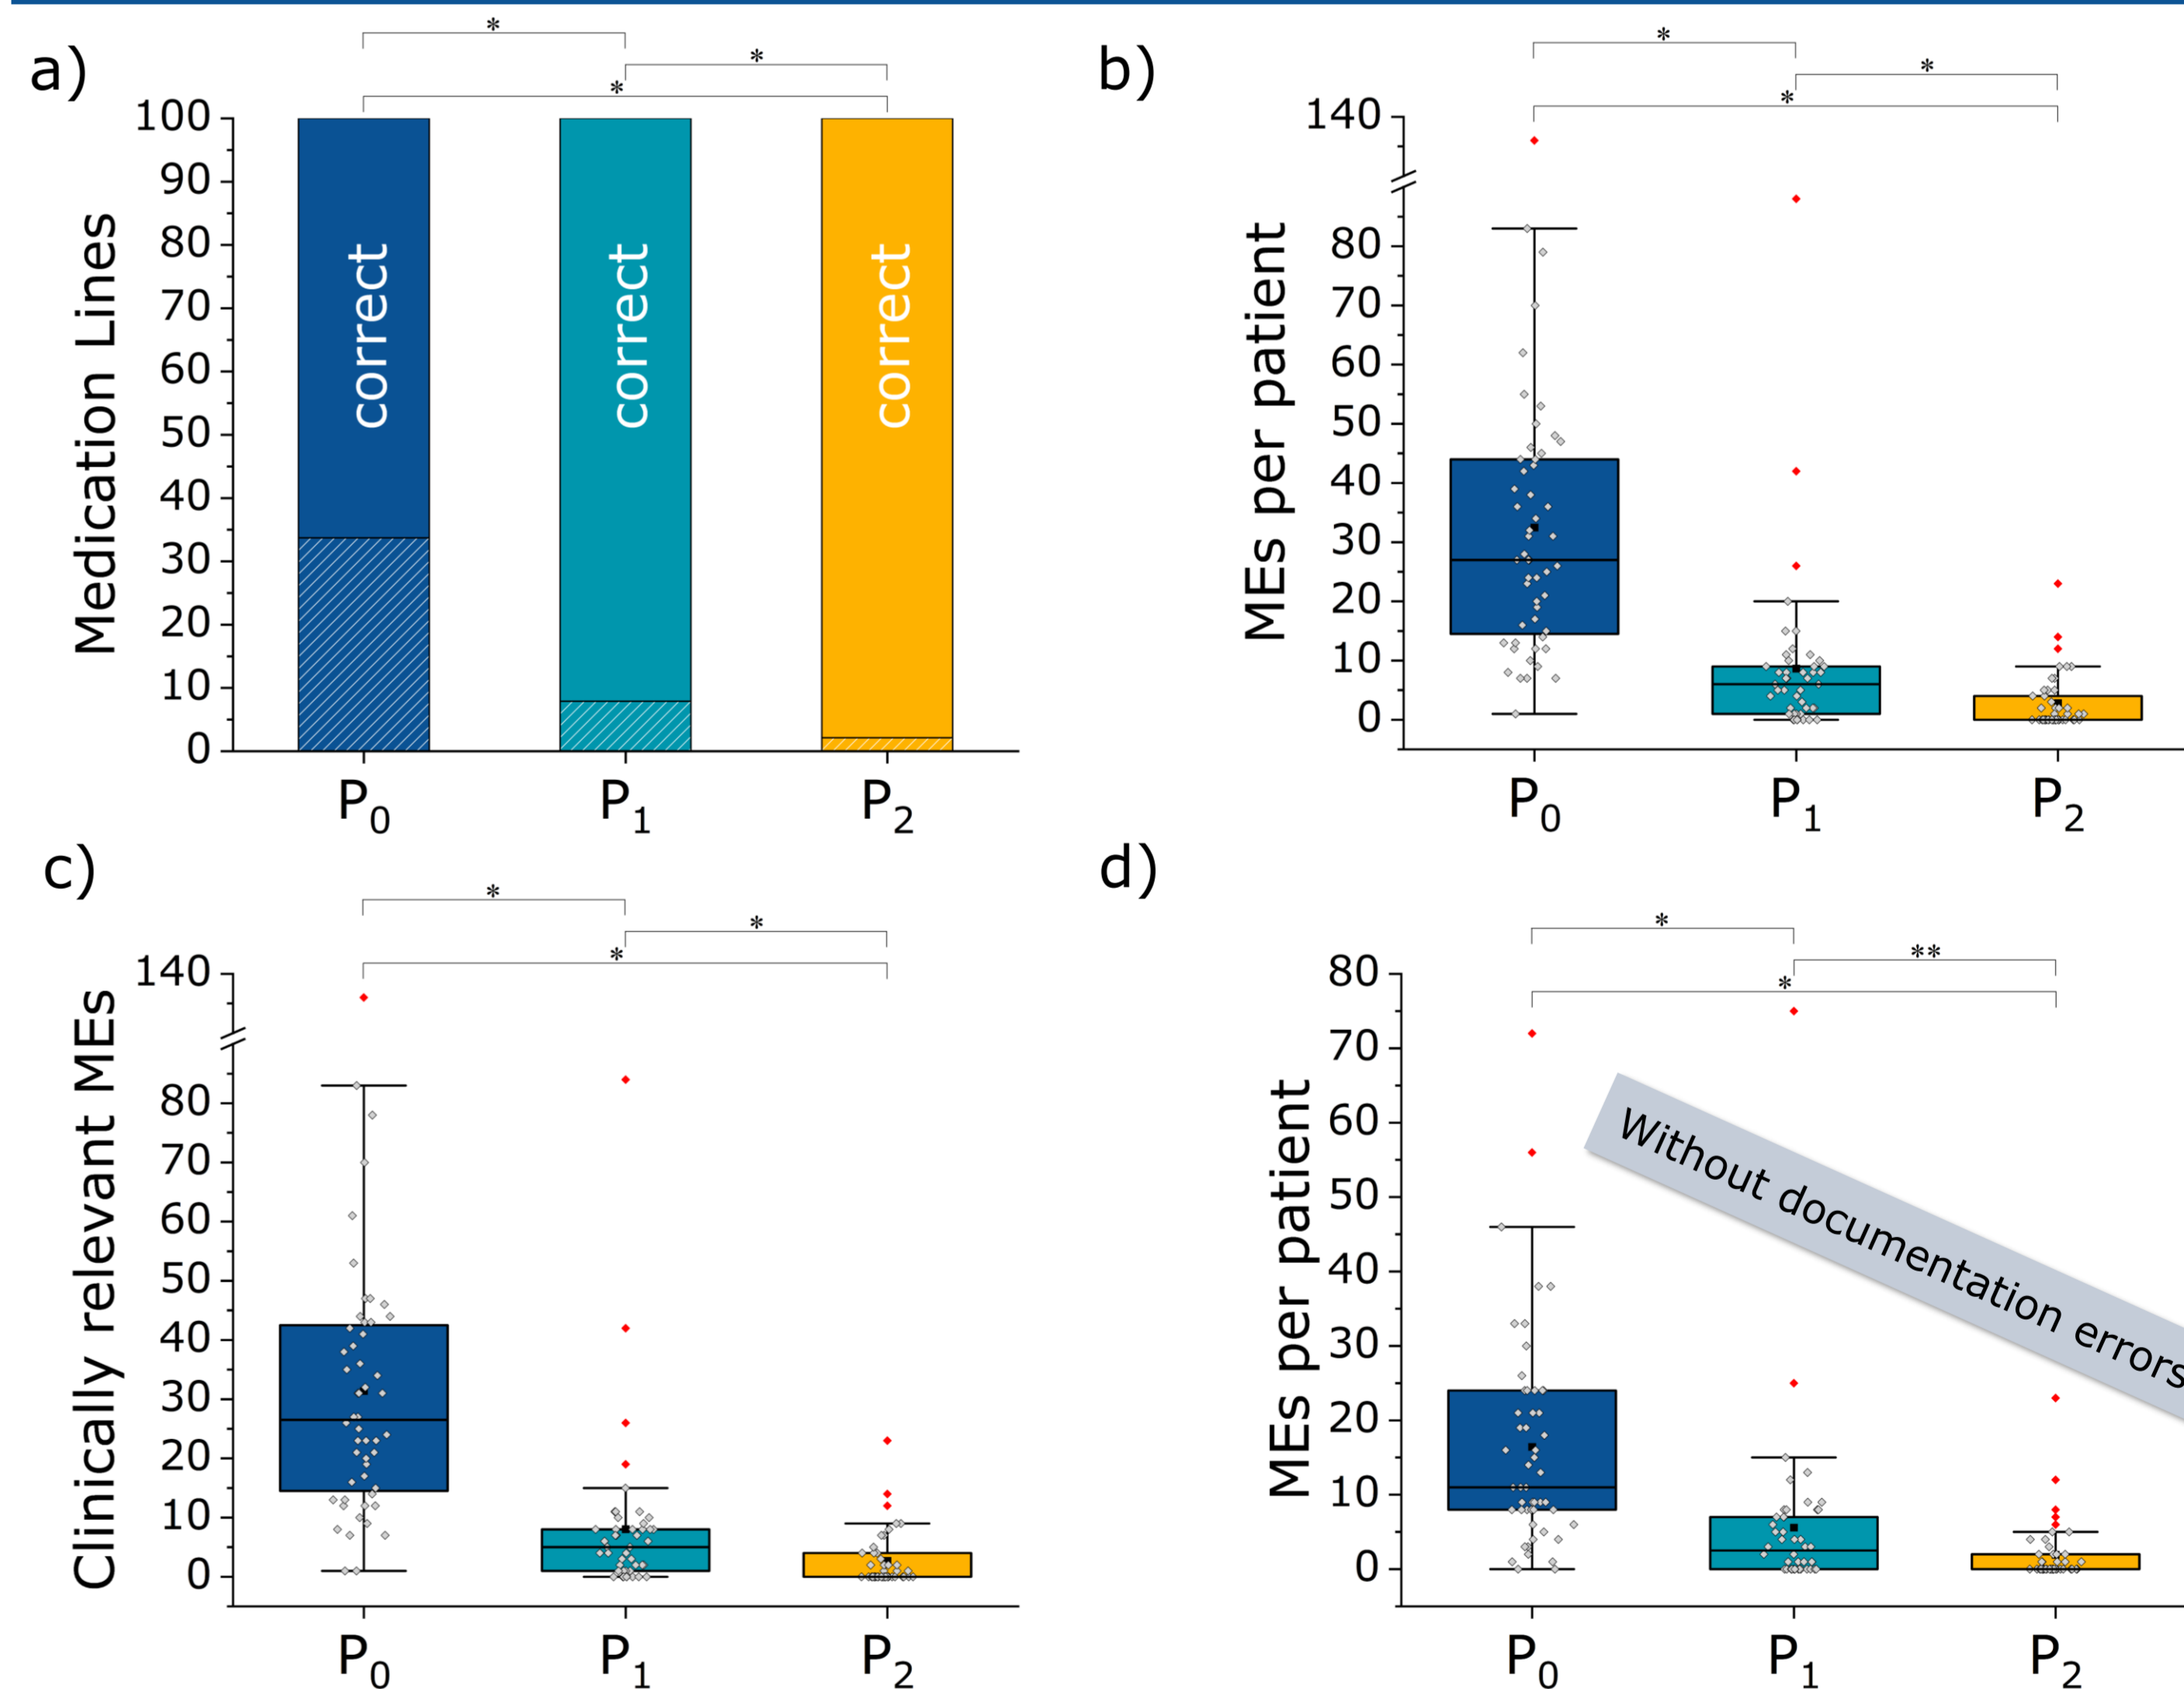 a)
*
*
*
Medication Lines
100
90
80
70
60
50
40
30
20
10
0
correct
correct
correct
P0
P1
P2
b)
*
*
*
MEs per patient
140
80
70
60
50
40
30
20
10
0
P0
P1
P2
c)
*
*
*
Clinically relevant MEs
140
80
70
60
50
40
30
20
10
0
P0
P1
P2
d)
*
**
*
MEs per patient
80
70
60
50
40
30
20
10
0
Without documentation errors
P0
P1
P2